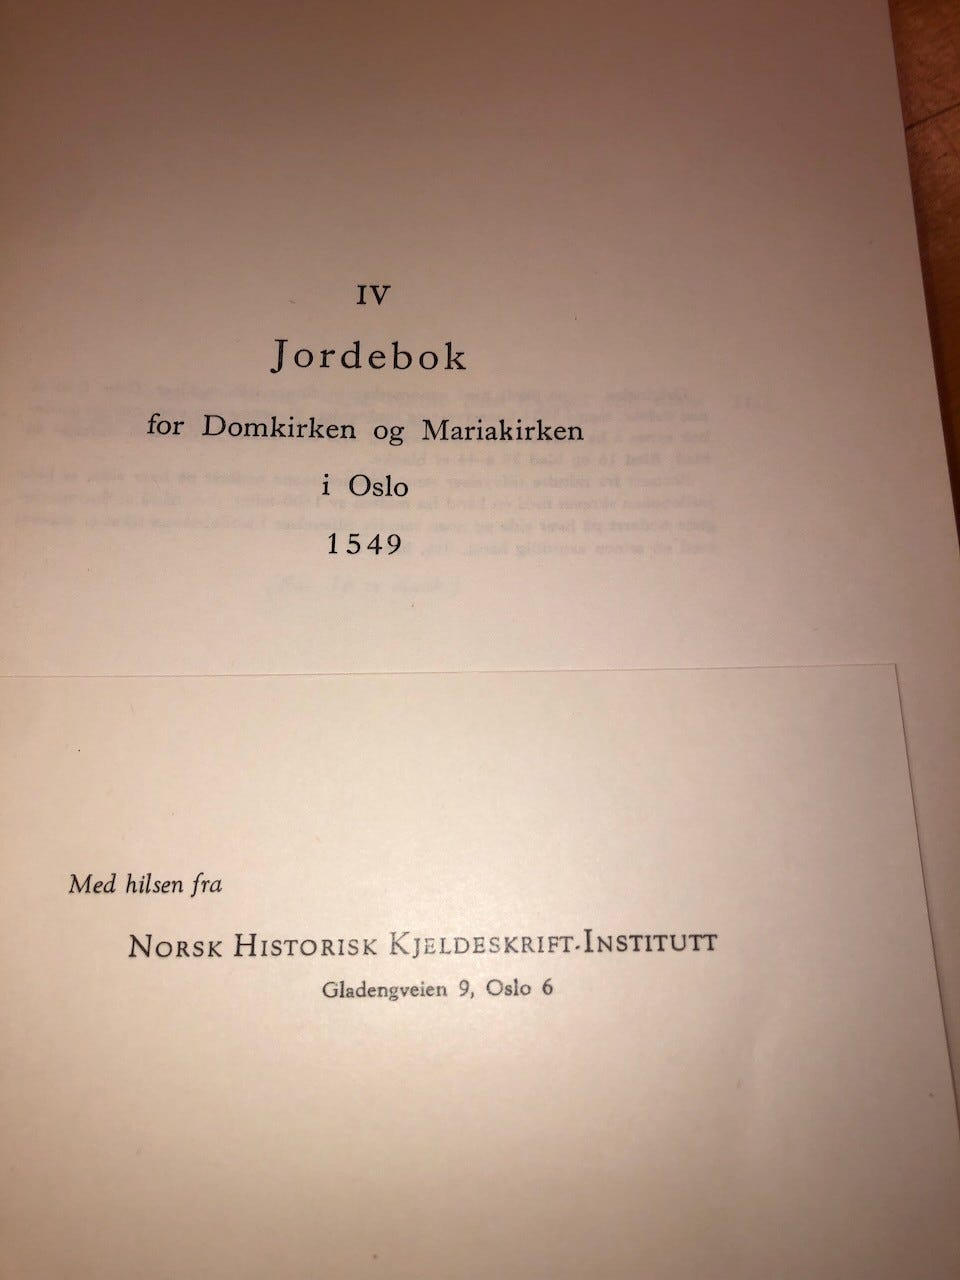 IV
Jordebok
for Domkirken og Mariakirken
i Oslo
1549
Med hilsen fra
NORSK HISTORISK KJELDESKRIFT-INSTITUTT
Gladengveien 9, Oslo 6